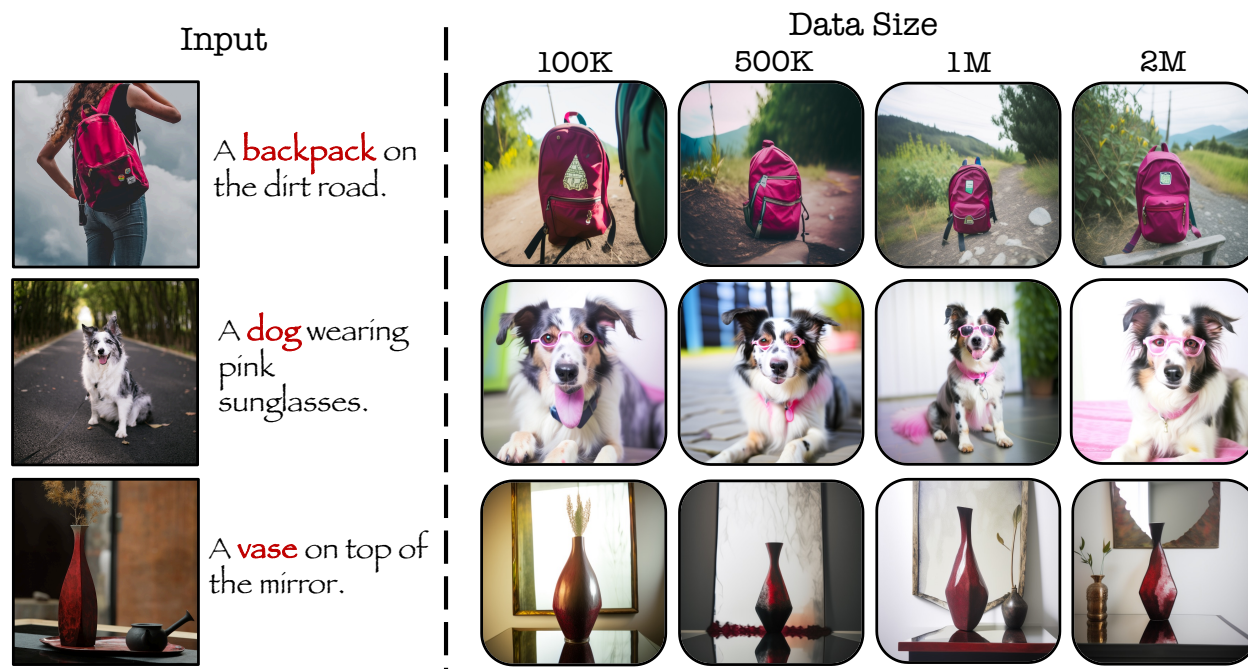 Input
Data Size
100K
500K
1M
2M
A backpack on
the dirt road.
A dog wearing
pink
sunglasses.
A vase on top of
the mirror.